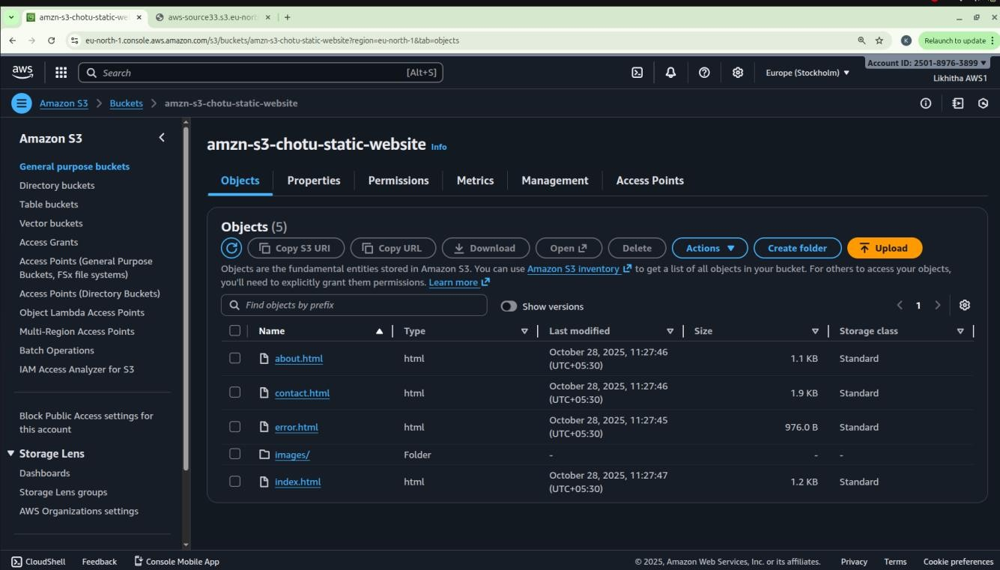 amzn-s3-chotu-static-we
aws-source33.s3.eu-nort
eu-north-1.console.aws.amazon.com/s3/buckets/amzn-s3-chotu-static-website?region=eu-north-1&tab=objects
K
Relaunch to update
aws
Search
[Alt+S]
Europe (Stockholm)
Account ID: 2501-8976-3899
Likhitha AWS1
Amazon S3
Buckets
amzn-s3-chotu-static-website
Amazon S3
General purpose buckets
Directory buckets
Table buckets
Vector buckets
Access Grants
Access Points (General Purpose
Buckets, FSx file systems)
Access Points (Directory Buckets)
Object Lambda Access Points
Multi-Region Access Points
Batch Operations
IAM Access Analyzer for S3
Block Public Access settings for
this account
Storage Lens
Dashboards
Storage Lens groups
AWS Organizations settings
amzn-s3-chotu-static-website Info
Objects
Properties
Permissions
Metrics
Management
Access Points
Objects (5)
Copy S3 URI
Copy URL
Download
Open
Delete
Actions
Create folder
Upload
Objects are the fundamental entities stored in Amazon S3. You can use Amazon S3 inventory to get a list of all objects in your bucket. For others to access your objects,
you'll need to explicitly grant them permissions. Learn more
Find objects by prefix
Show versions
1
Name Type Last modified Size Storage class
about.html html October 28, 2025, 11:27:46 (UTC+05:30) 1.1 KB Standard
contact.html html October 28, 2025, 11:27:46 (UTC+05:30) 1.9 KB Standard
error.html html October 28, 2025, 11:27:45 (UTC+05:30) 976.0 B Standard
images/ Folder - - -
index.html html October 28, 2025, 11:27:47 (UTC+05:30) 1.2 KB Standard
CloudShell
Feedback
Console Mobile App
© 2025, Amazon Web Services, Inc. or its affiliates.
Privacy
Terms
Cookie preferences